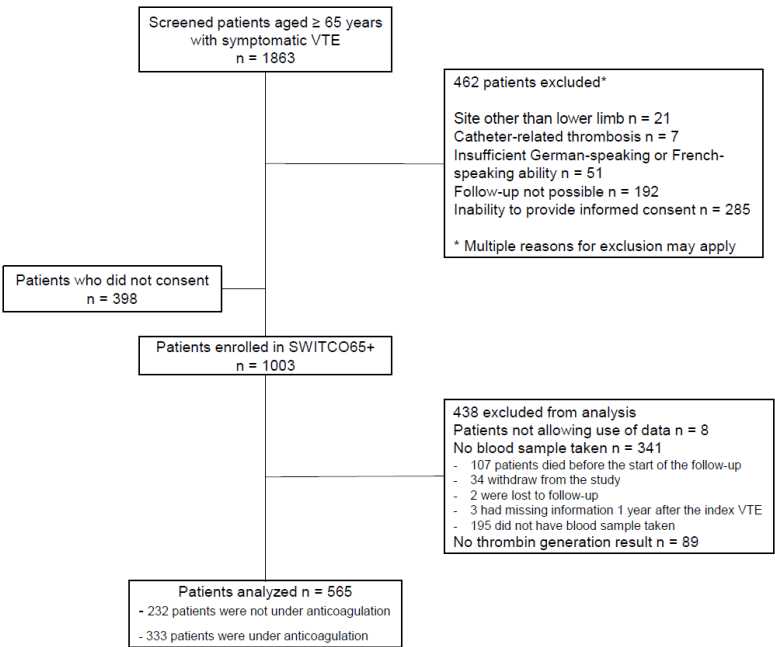 Screened patients aged ≥ 65 years
with symptomatic VTE
n = 1863
462 patients excluded*
Site other than lower limb n = 21
Catheter-related thrombosis n = 7
Insufficient German-speaking or French-
speaking ability n = 51
Follow-up not possible n = 192
Inability to provide informed consent n = 285
* Multiple reasons for exclusion may apply
Patients who did not consent
n = 398
Patients enrolled in SWITCO65+
n = 1003
438 excluded from analysis
Patients not allowing use of data n = 8
No blood sample taken n = 341
- 107 patients died before the start of the follow-up
- 34 withdraw from the study
- 2 were lost to follow-up
- 3 had missing information 1 year after the index VTE
- 195 did not have blood sample taken
No thrombin generation result n = 89
Patients analyzed n = 565
- 232 patients were not under anticoagulation
- 333 patients were under anticoagulation